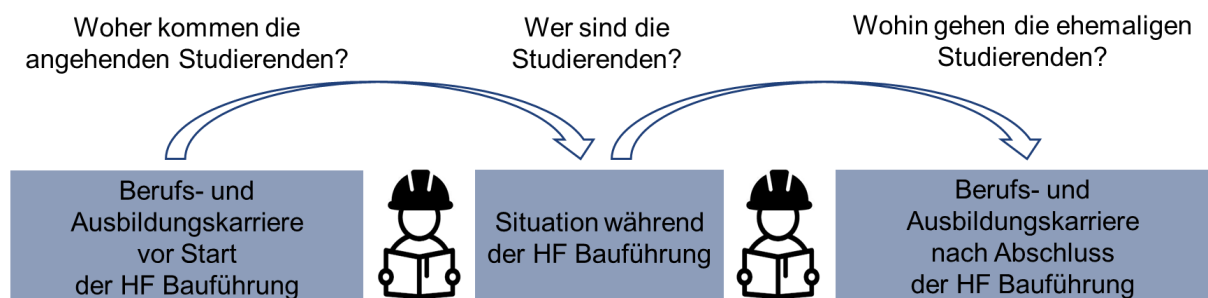 Woher kommen die
angehenden Studierenden?
Wer sind die
Studierenden?
Wohin gehen die ehemaligen
Studierenden?
Berufs- und
Ausbildungskarriere
vor Start
der HF Bauführung
Situation während
der HF Bauführung
Berufs- und
Ausbildungskarriere
nach Abschluss
der HF Bauführung